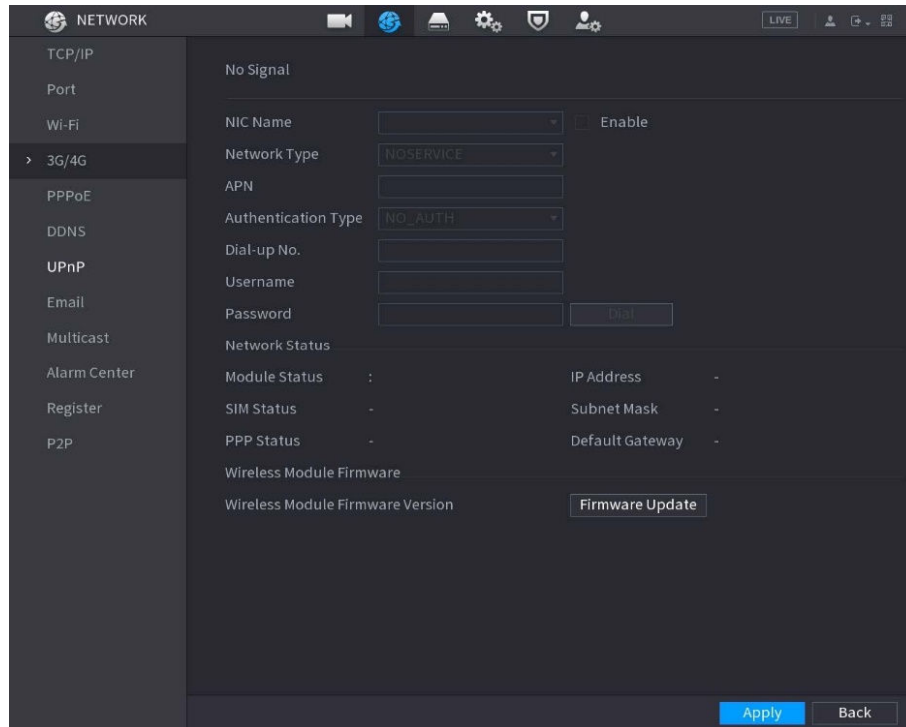 NETWORK
LIVE
TCP/IP
Port
Wi-Fi
3G/4G
PPPoE
DDNS
UPnP
Email
Multicast
Alarm Center
Register
P2P
No Signal
NIC Name Enable
Network Type NOSERVICE
APN
Authentication Type NO_AUTH
Dial-up No.
Username
Password Dial
Network Status
Module Status : IP Address -
SIM Status - Subnet Mask -
PPP Status - Default Gateway -
Wireless Module Firmware
Wireless Module Firmware Version Firmware Update
Apply Back